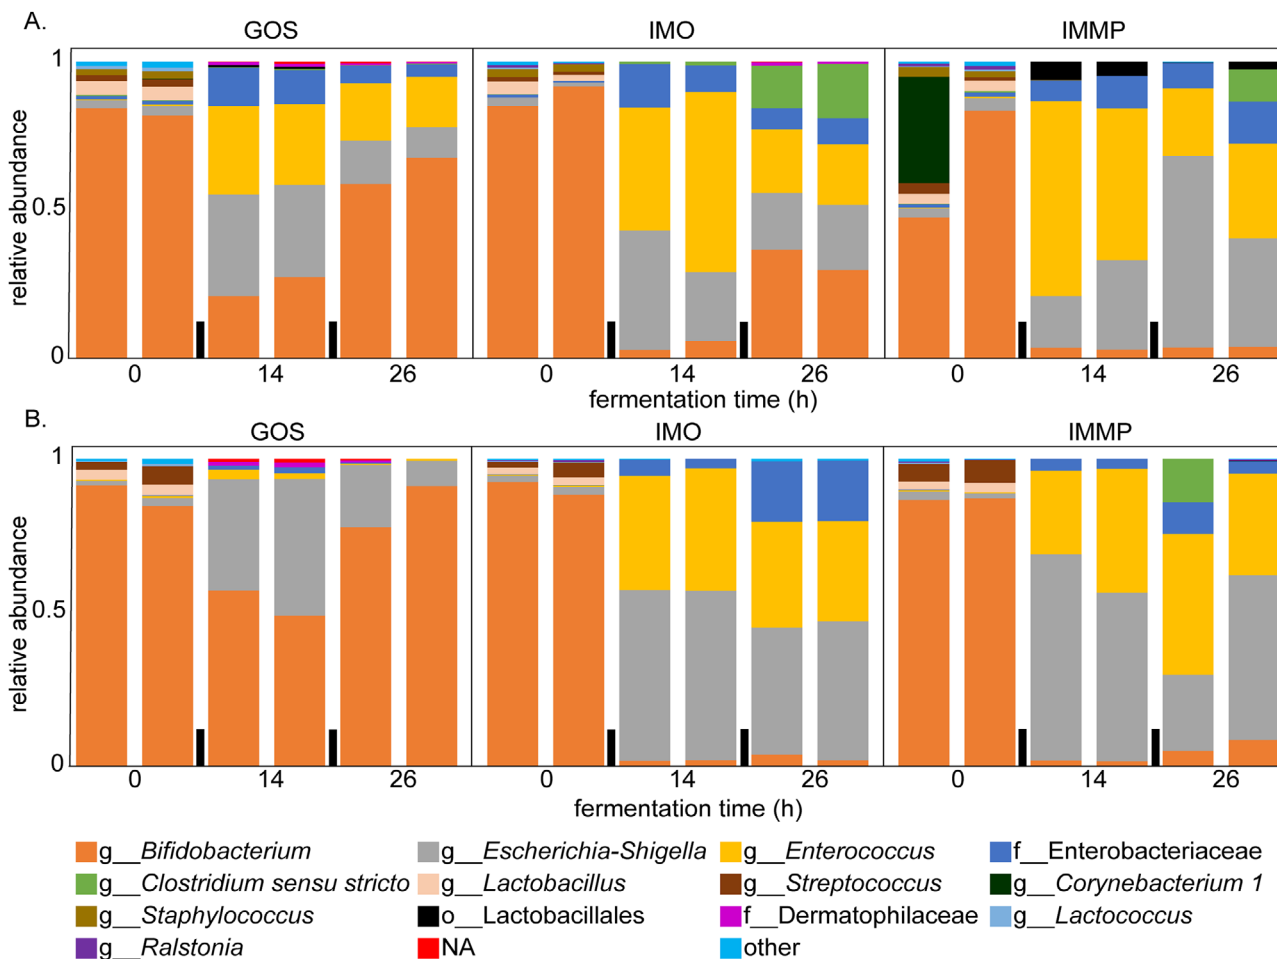 A.
GOS IMO IMMP
1
0.5
0
relative abundance
0 14 26 0 14 26 0 14 26
fermentation time (h)
B.
GOS IMO IMMP
1
0.5
0
relative abundance
0 14 26 0 14 26 0 14 26
fermentation time (h)
g__Bifidobacterium g__Escherichia-Shigella g__Enterococcus f__Enterobacteriaceae
g__Clostridium sensu stricto g__Lactobacillus g__Streptococcus g__Corynebacterium 1
g__Staphylococcus o__Lactobacillales f__Dermatophilaceae g__Lactococcus
g__Ralstonia NA other